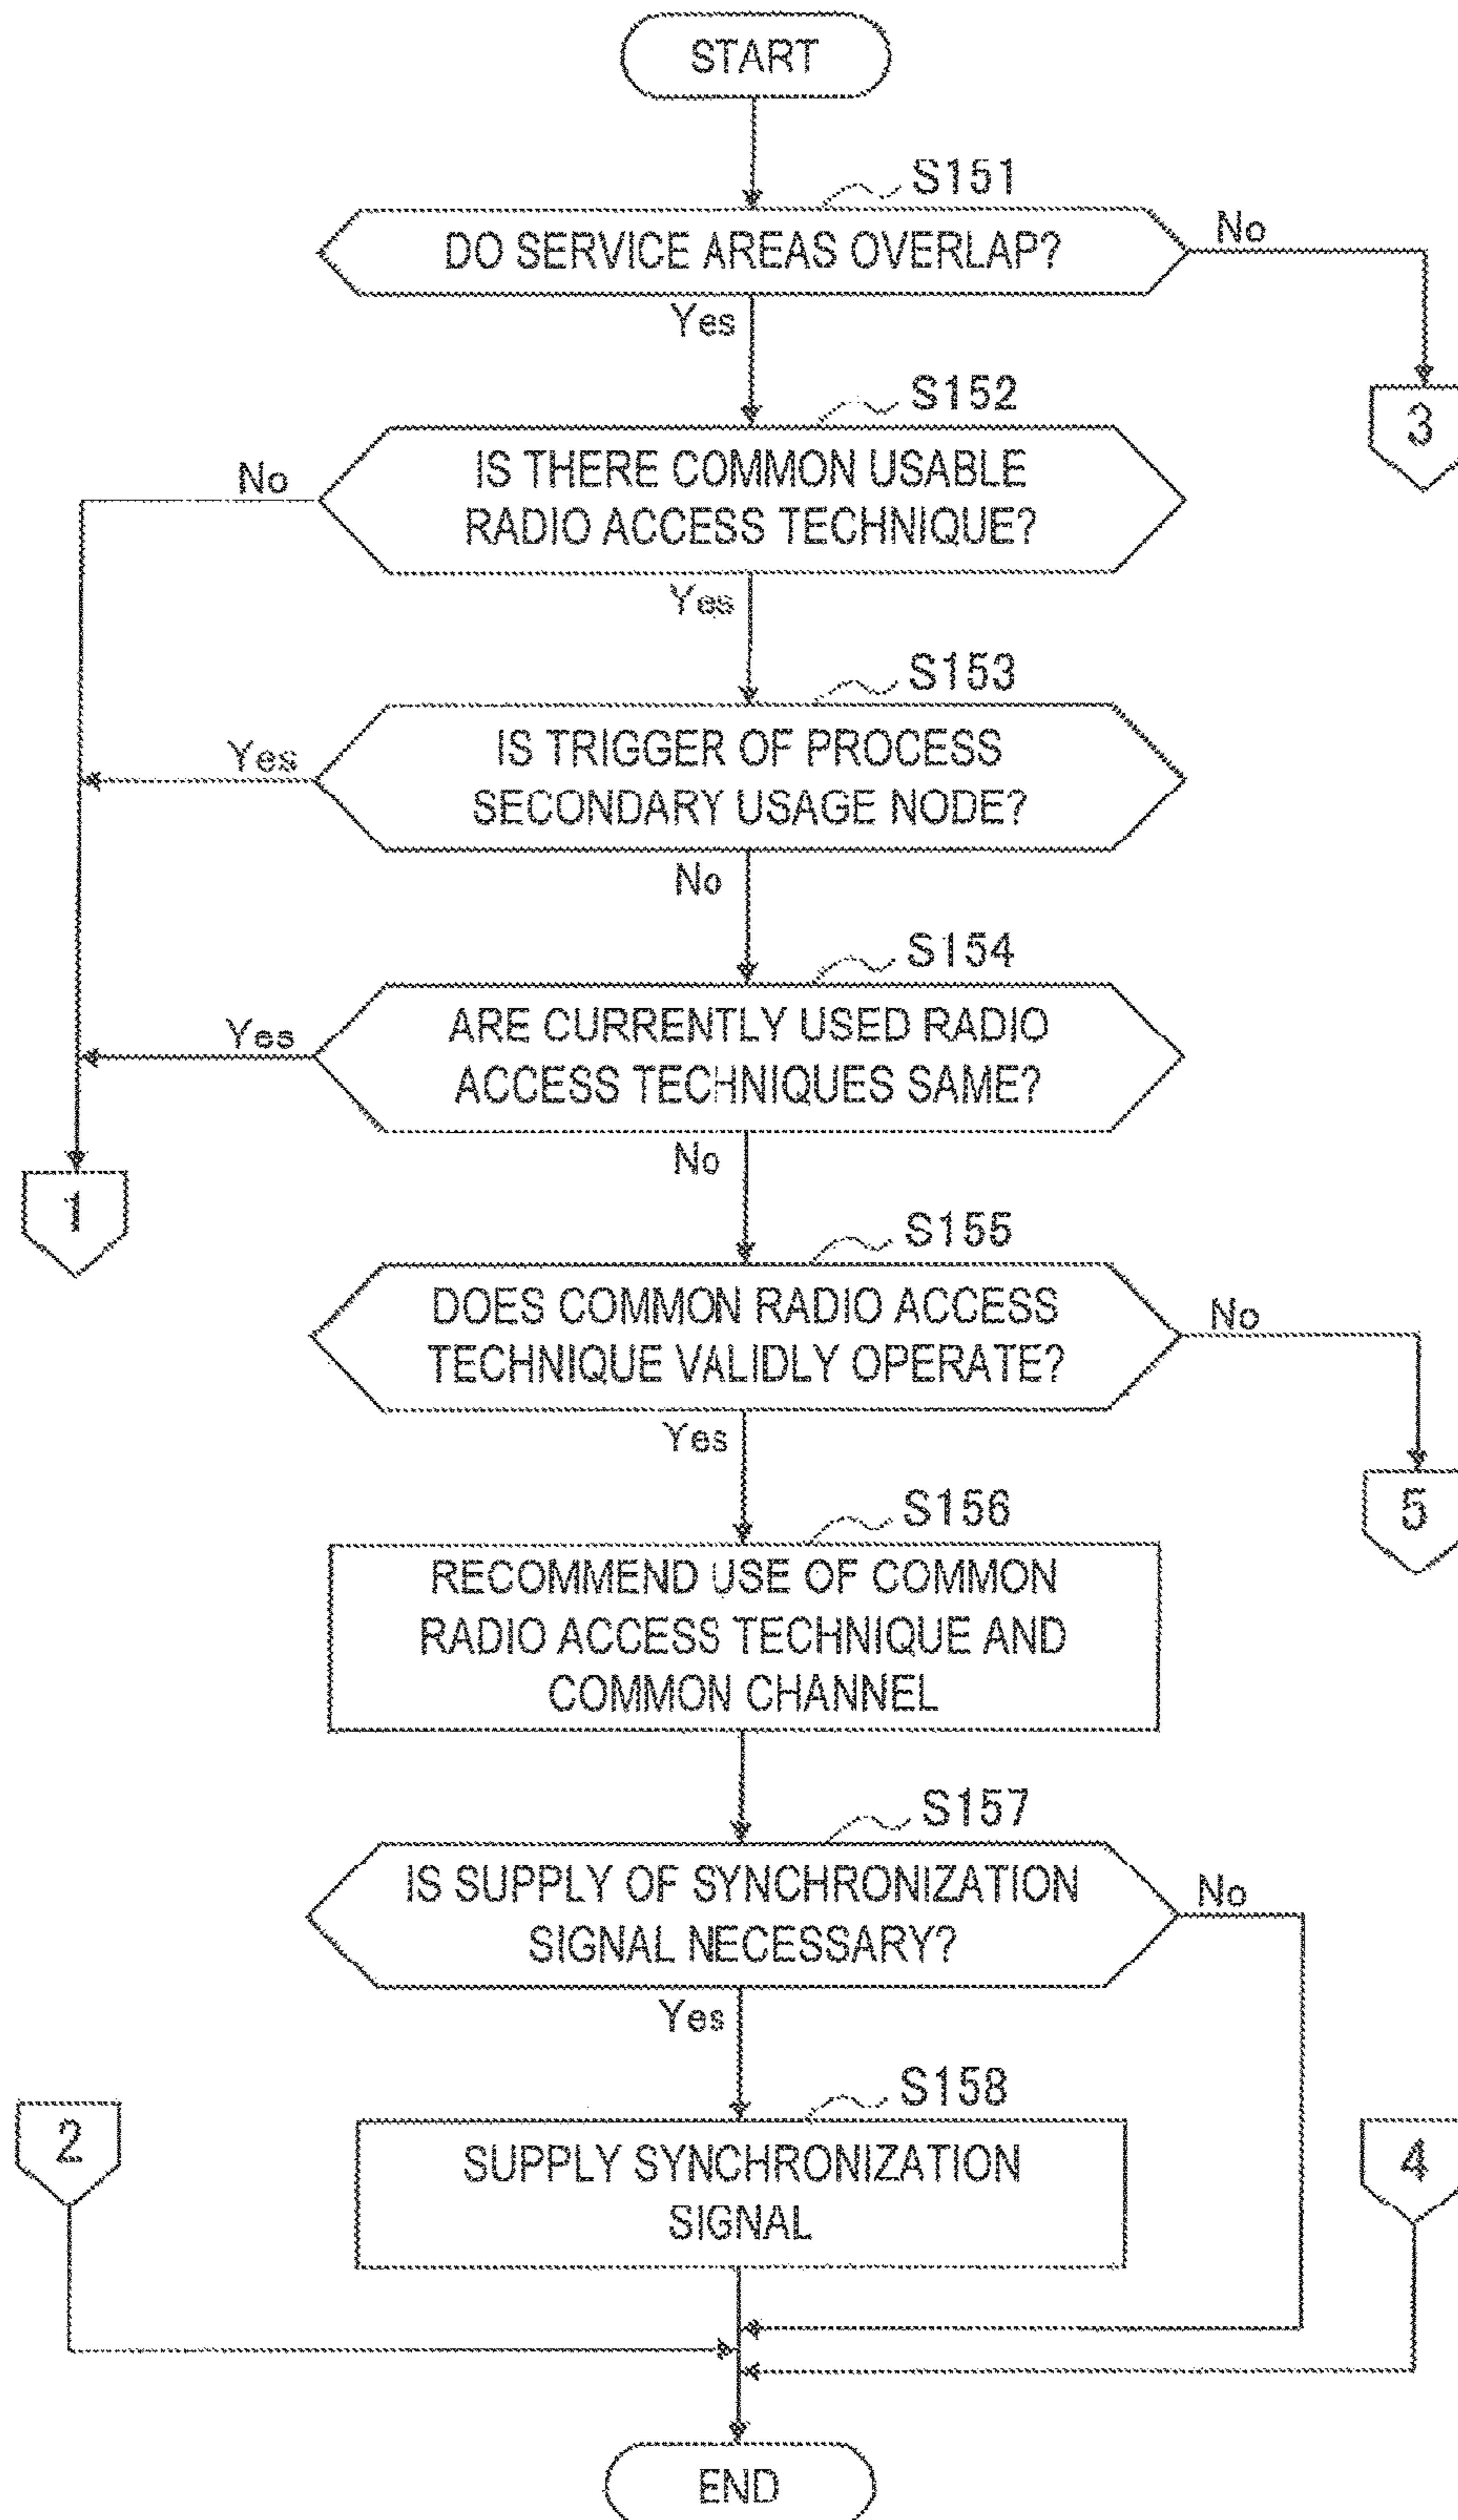 START
S151
DO SERVICE AREAS OVERLAP?
No
Yes
3
S152
IS THERE COMMON USABLE
RADIO ACCESS TECHNIQUE?
No
Yes
S153
IS TRIGGER OF PROCESS
SECONDARY USAGE NODE?
Yes
No
S154
ARE CURRENTLY USED RADIO
ACCESS TECHNIQUES SAME?
Yes
No
1
S155
DOES COMMON RADIO ACCESS
TECHNIQUE VALIDLY OPERATE?
No
Yes
5
S156
RECOMMEND USE OF COMMON
RADIO ACCESS TECHNIQUE AND
COMMON CHANNEL
S157
IS SUPPLY OF SYNCHRONIZATION
SIGNAL NECESSARY?
No
Yes
S158
SUPPLY SYNCHRONIZATION
SIGNAL
2
4
END